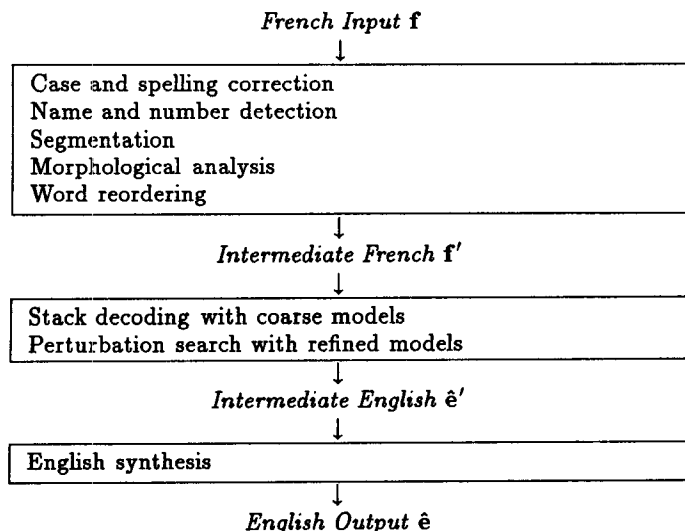 French Input f
↓
Case and spelling correction
Name and number detection
Segmentation
Morphological analysis
Word reordering
↓
Intermediate French f′
↓
Stack decoding with coarse models
Perturbation search with refined models
↓
Intermediate English ê′
↓
English synthesis
↓
English Output ê